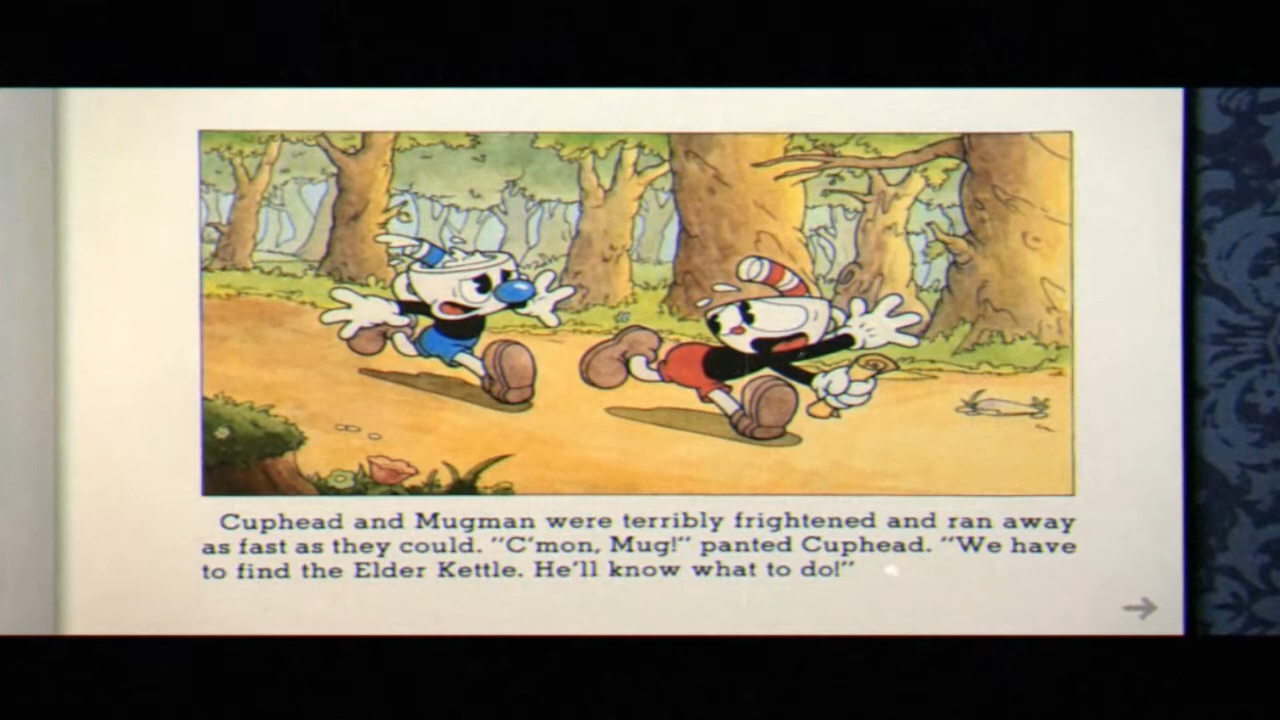 Cuphead and Mugman were terribly frightened and ran away
as fast as they could. "C'mon, Mug!" panted Cuphead. "We have
to find the Elder Kettle. He'll know what to do!"